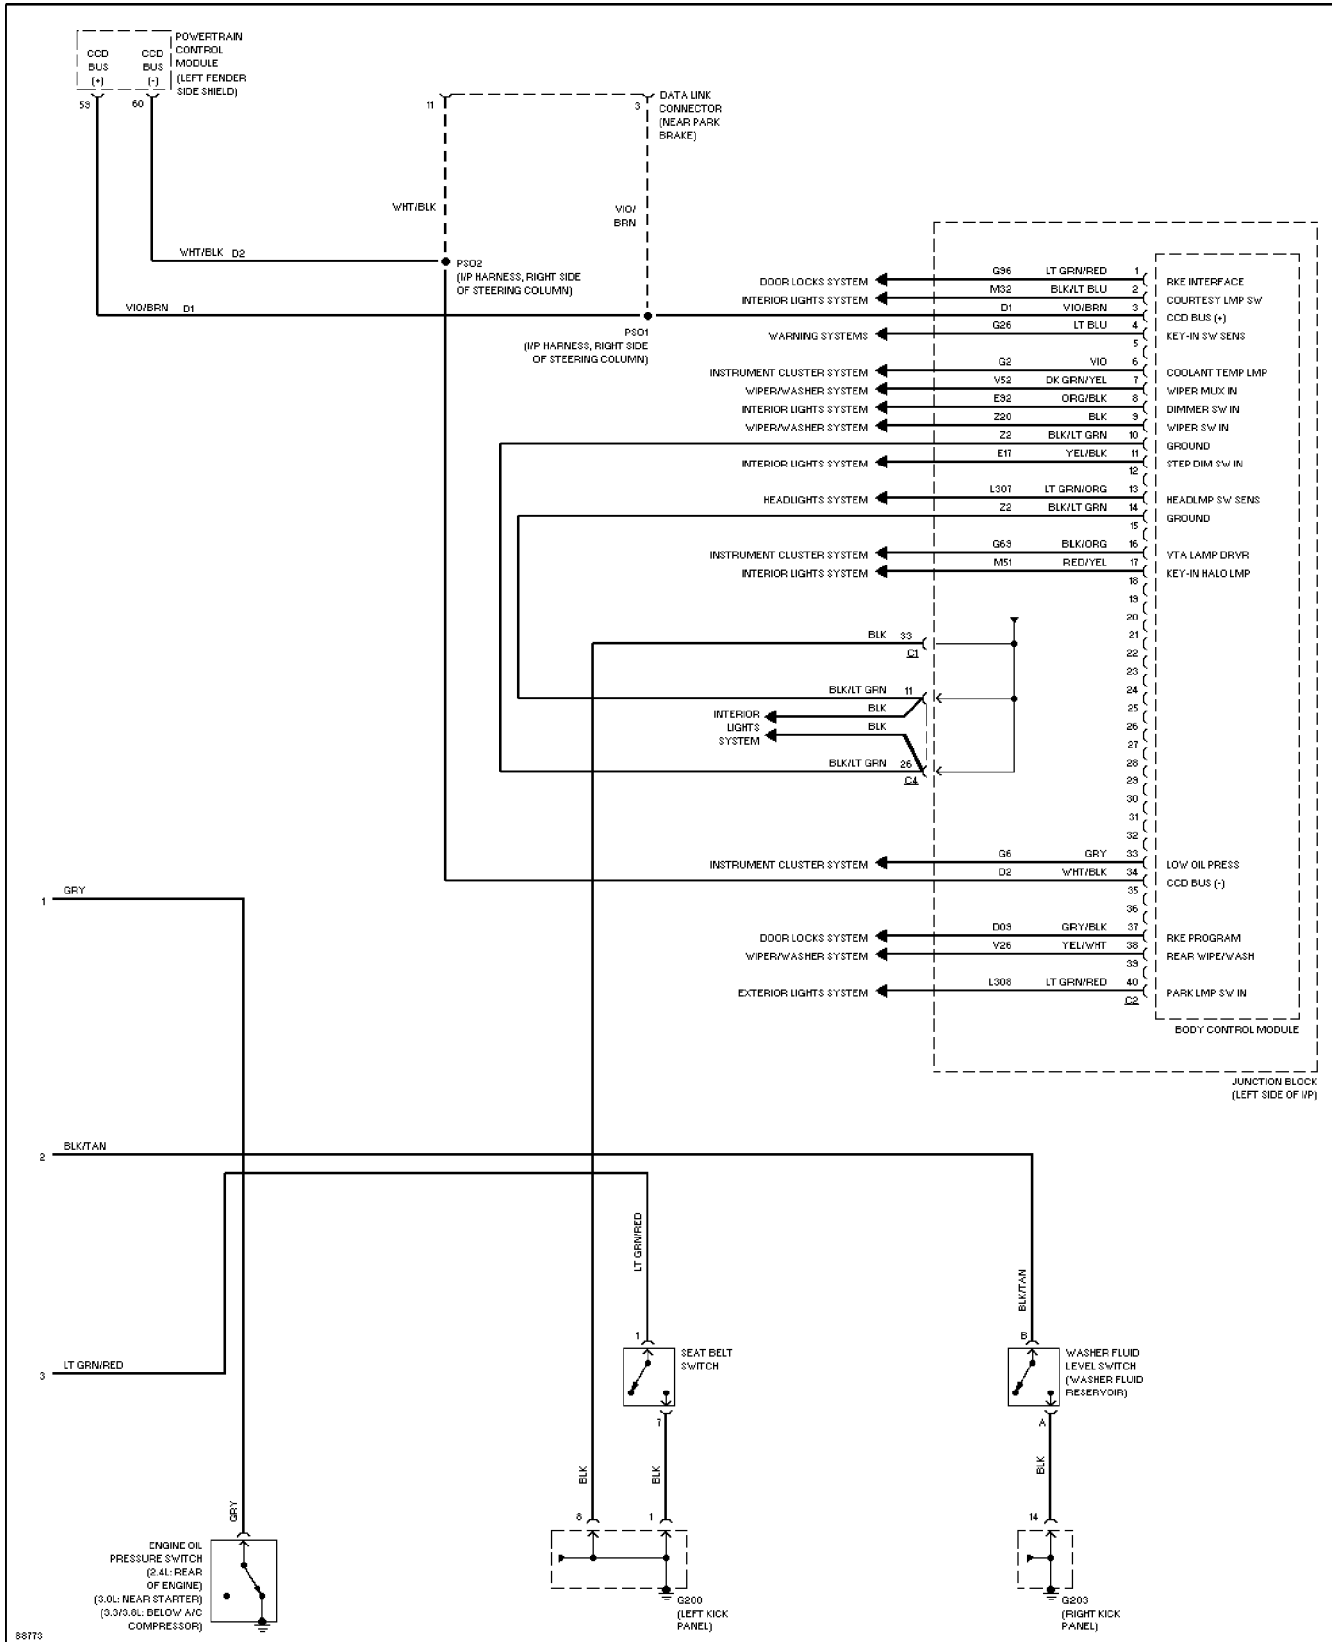 POWERTRAIN
CONTROL
MODULE
(LEFT FENDER
SIDE SHIELD)
CCD
BUS
(+)
CCD
BUS
(-)
59
60
11
3
DATA LINK
CONNECTOR
(NEAR PARK
BRAKE)
WHT/BLK
VIO/
BRN
WHT/BLK D2
PS02
(I/P HARNESS, RIGHT SIDE
OF STEERING COLUMN)
VIO/BRN D1
PS01
(I/P HARNESS, RIGHT SIDE
OF STEERING COLUMN)
DOOR LOCKS SYSTEM G96 LT GRN/RED 1 RKE INTERFACE
INTERIOR LIGHTS SYSTEM M32 BLK/LT BLU 2 COURTESY LMP SW
D1 VIO/BRN 3 CCD BUS (+)
WARNING SYSTEMS G26 LT BLU 4 KEY-IN SW SENS
5
INSTRUMENT CLUSTER SYSTEM G2 VIO 6 COOLANT TEMP LMP
WIPER/WASHER SYSTEM V52 DK GRN/YEL 7 WIPER MUX IN
INTERIOR LIGHTS SYSTEM E92 ORG/BLK 8 DIMMER SW IN
WIPER/WASHER SYSTEM Z20 BLK 9 WIPER SW IN
Z2 BLK/LT GRN 10 GROUND
INTERIOR LIGHTS SYSTEM E17 YEL/BLK 11 STEP DIM SW IN
12
HEADLIGHTS SYSTEM L307 LT GRN/ORG 13 HEADLMP SW SENS
Z2 BLK/LT GRN 14 GROUND
15
INSTRUMENT CLUSTER SYSTEM G69 BLK/ORG 16 VTA LAMP DRVR
INTERIOR LIGHTS SYSTEM M51 RED/YEL 17 KEY-IN HALO LMP
18
19
20
21
22
23
24
25
26
27
28
29
30
31
32
BLK 33
C1
BLK/LT GRN 11
INTERIOR
LIGHTS
SYSTEM
BLK
BLK
BLK/LT GRN 26
C4
INSTRUMENT CLUSTER SYSTEM G6 GRY 33 LOW OIL PRESS
D2 WHT/BLK 34 CCD BUS (-)
35
36
DOOR LOCKS SYSTEM D09 GRY/BLK 37 RKE PROGRAM
WIPER/WASHER SYSTEM V26 YEL/WHT 38 REAR WIPE/WASH
39
EXTERIOR LIGHTS SYSTEM L308 LT GRN/RED 40 PARK LMP SW IN
C2
BODY CONTROL MODULE
JUNCTION BLOCK
(LEFT SIDE OF I/P)
1 GRY
2 BLK/TAN
3 LT GRN/RED
LT GRN/RED
BLK/TAN
1
SEAT BELT
SWITCH
7
B
WASHER FLUID
LEVEL SWITCH
(WASHER FLUID
RESERVOIR)
A
GRY
BLK
BLK
BLK
8
1
14
ENGINE OIL
PRESSURE SWITCH
(2.4L: REAR
OF ENGINE)
(3.0L: NEAR STARTER)
(3.3/3.8L: BELOW A/C
COMPRESSOR)
G200
(LEFT KICK
PANEL)
G203
(RIGHT KICK
PANEL)
88773